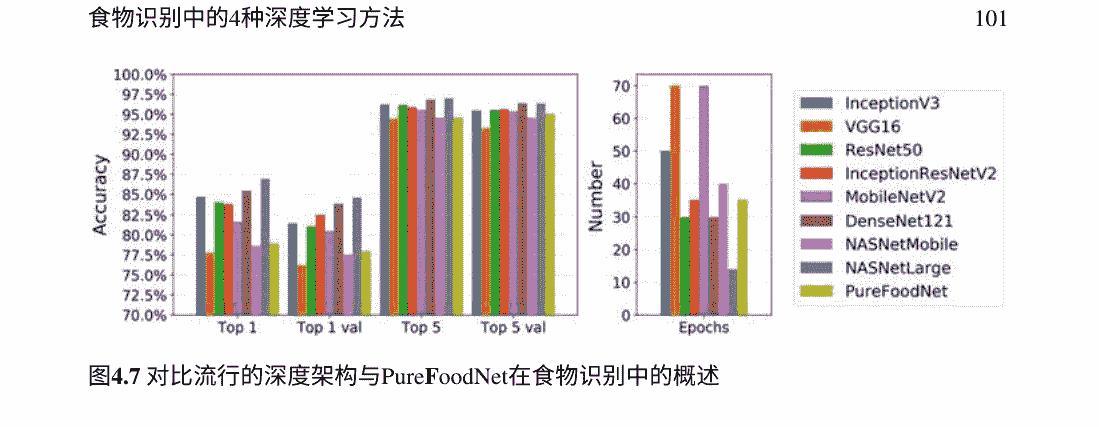 食物识别中的4种深度学习方法 101
100.0%
97.5%
95.0%
92.5%
90.0%
87.5%
85.0%
82.5%
80.0%
77.5%
75.0%
72.5%
70.0%
Accuracy
Top 1 Top 1 val Top 5 Top 5 val
70
60
50
40
30
20
10
0
Number
Epochs
InceptionV3
VGG16
ResNet50
InceptionResNetV2
MobileNetV2
DenseNet121
NASNetMobile
NASNetLarge
PureFoodNet
图4.7 对比流行的深度架构与PureFoodNet在食物识别中的概述